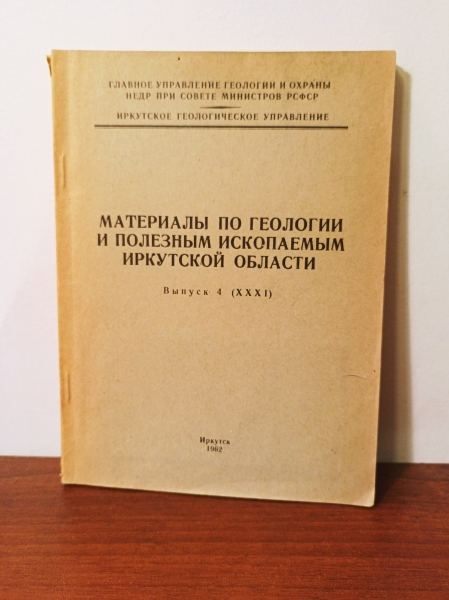 ГЛАВНОЕ УПРАВЛЕНИЕ ГЕОЛОГИИ И ОХРАНЫ
НЕДР ПРИ СОВЕТЕ МИНИСТРОВ РСФСР
ИРКУТСКОЕ ГЕОЛОГИЧЕСКОЕ УПРАВЛЕНИЕ
МАТЕРИАЛЫ ПО ГЕОЛОГИИ
И ПОЛЕЗНЫМ ИСКОПАЕМЫМ
ИРКУТСКОЙ ОБЛАСТИ
Выпуск 4 (XXXI)
Иркутск
1962